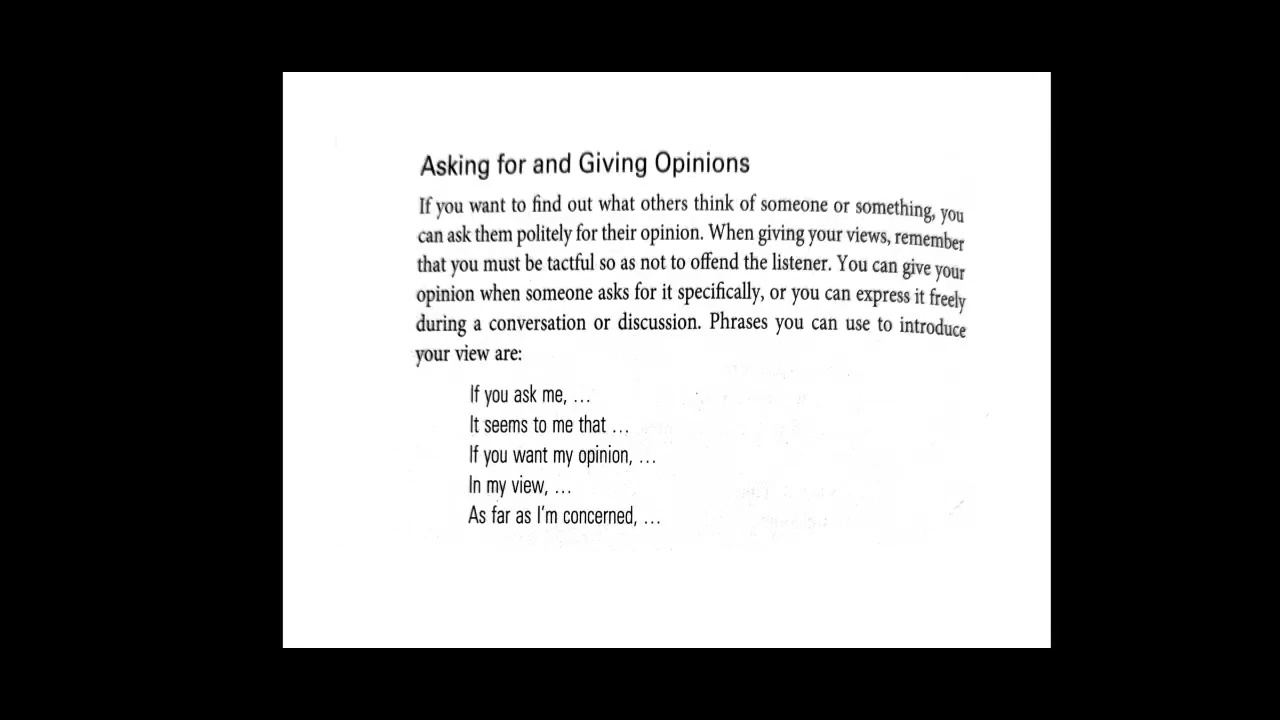 Asking for and Giving Opinions
If you want to find out what others think of someone or something, you
can ask them politely for their opinion. When giving your views, remember
that you must be tactful so as not to offend the listener. You can give your
opinion when someone asks for it specifically, or you can express it freely
during a conversation or discussion. Phrases you can use to introduce
your view are:
If you ask me, …
It seems to me that …
If you want my opinion, …
In my view, …
As far as I'm concerned, …